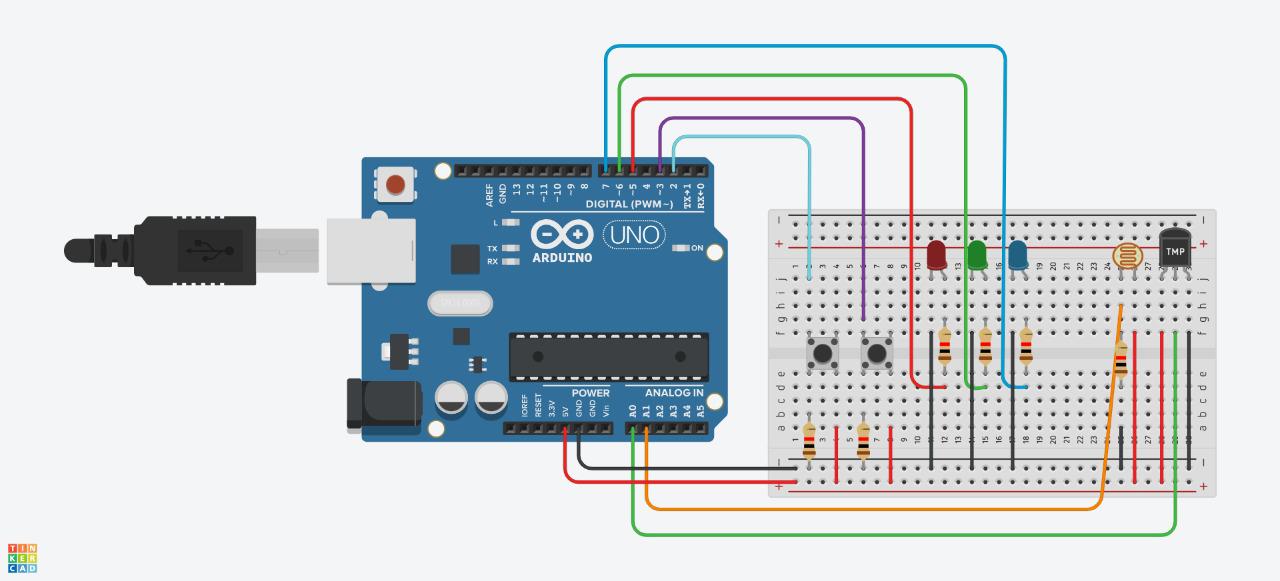 AREF
GND
13
12
~11
~10
~9
8
7
~6
~5
4
~3
2
TX→1
RX←0
DIGITAL (PWM~)
L
TX
RX
ARDUINO
UNO
ON
POWER
ANALOG IN
IOREF
RESET
3.3V
5V
GND
GND
Vin
A0
A1
A2
A3
A4
A5
TMP
TIN
KER
CAD